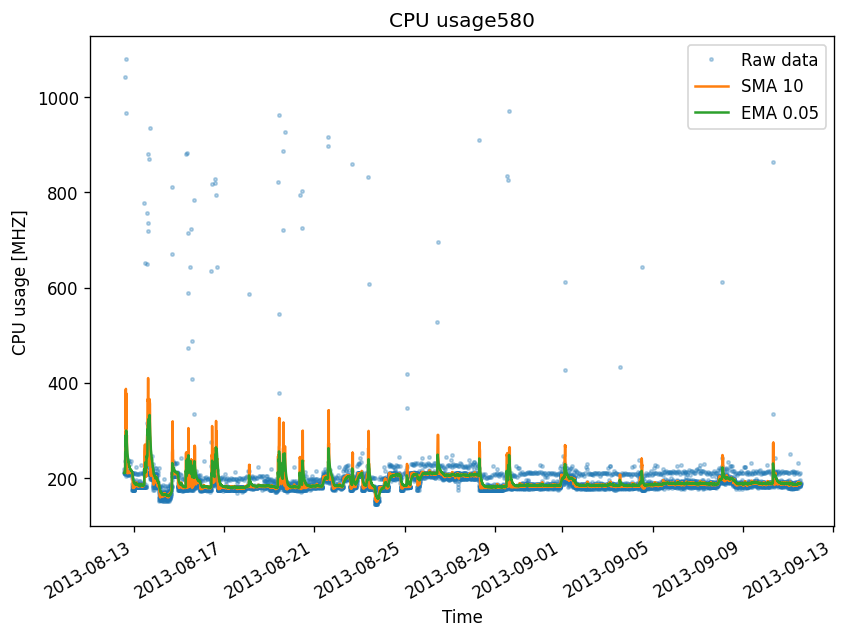 CPU usage580
Raw data
SMA 10
EMA 0.05
1000
800
600
400
200
CPU usage [MHZ]
2013-08-13
2013-08-17
2013-08-21
2013-08-25
2013-08-29
2013-09-01
2013-09-05
2013-09-09
2013-09-13
Time